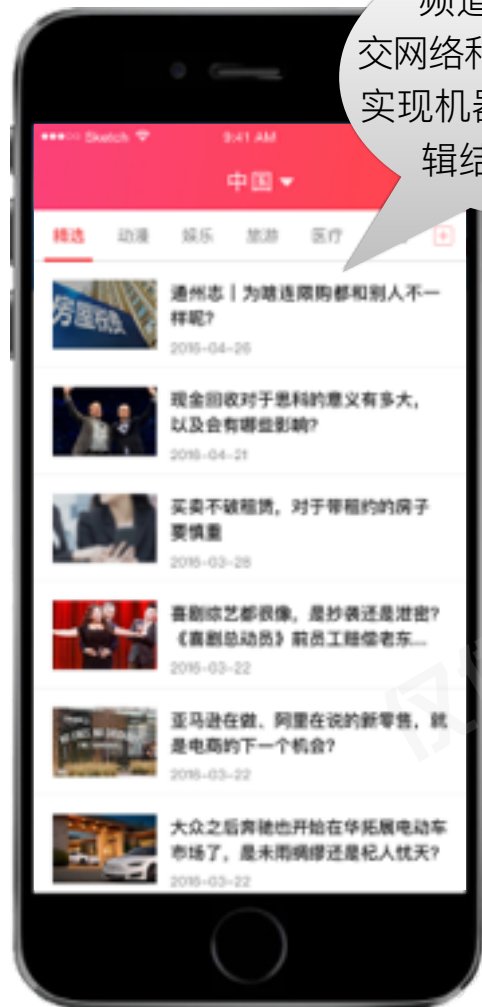 频道
交网络和
实现机器
辑结
Sketch
9:41 AM
中国
精选 动漫 娱乐 旅游 医疗
通州志｜为啥连限购都和别人不一
样呢?
2016-04-26
现金回收对于思科的意义有多大，
以及会有哪些影响?
2016-04-21
买卖不破租赁，对于带租约的房子
要慎重
2016-03-28
喜剧综艺都很像，是抄袭还是泄密?
《喜剧总动员》前员工赔偿老东...
2016-03-22
亚马逊在做、阿里在说的新零售，就
是电商的下一个机会?
2016-03-22
大众之后奔驰也开始在华拓展电动车
市场了，是未雨绸缪还是杞人忧天?
2016-03-22